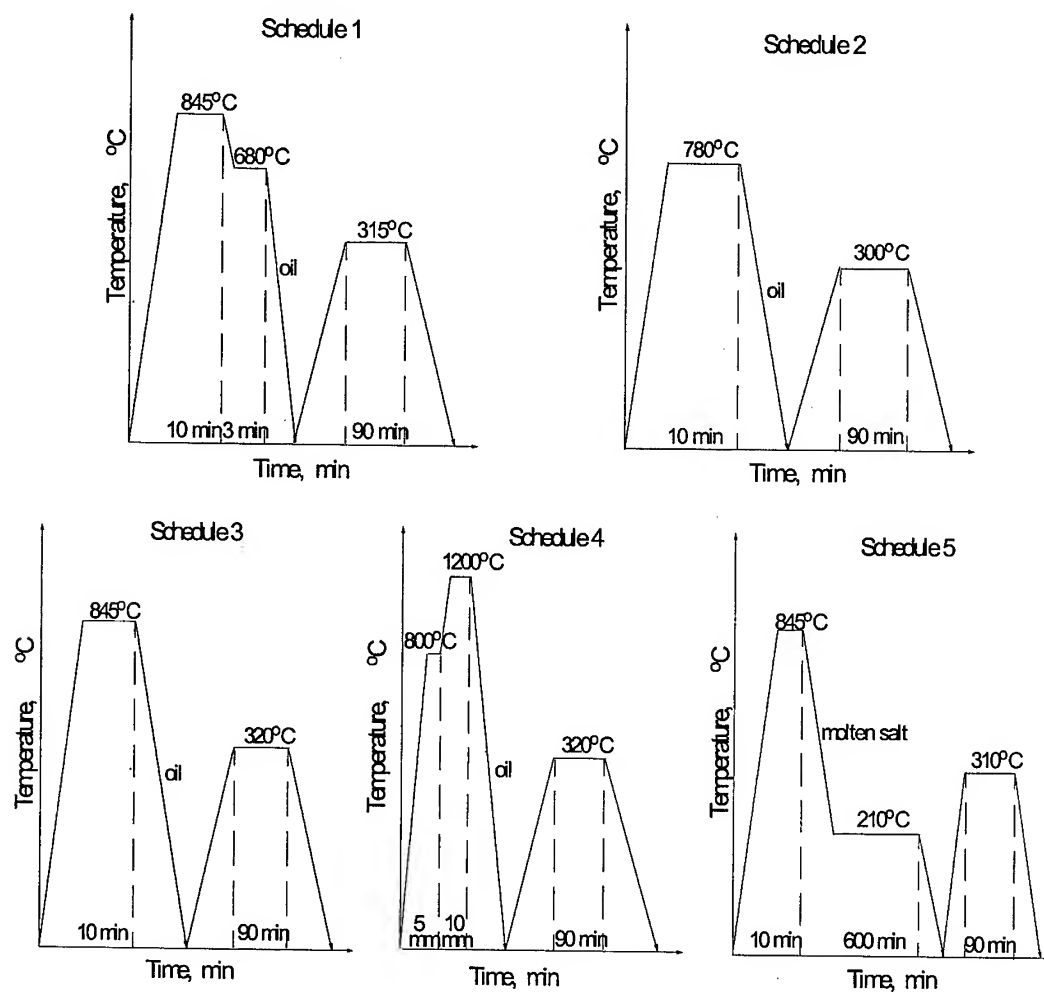 Schedule 1
Temperature, °C
845°C
680°C
oil
315°C
10 min 3 min
90 min
Time, min
Schedule 2
Temperature, °C
780°C
oil
300°C
10 min
90 min
Time, min
Schedule 3
Temperature, °C
845°C
oil
320°C
10 min
90 min
Time, min
Schedule 4
Temperature, °C
1200°C
800°C
oil
320°C
5 10
mm mm
90 min
Time, min
Schedule 5
Temperature, °C
845°C
molten salt
210°C
310°C
10 min
600 min
90 min
Time, min